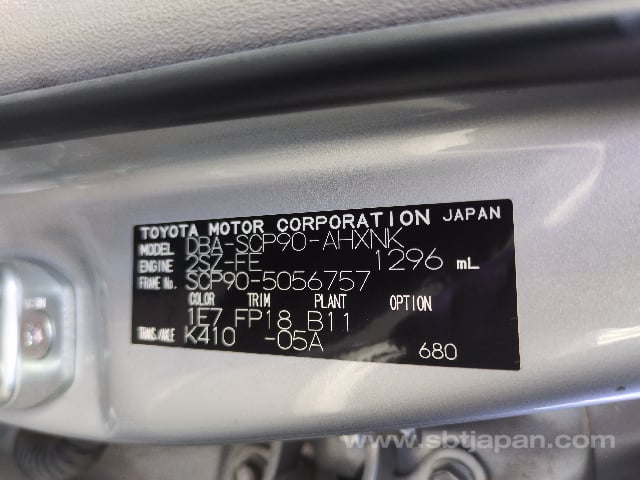 TOYOTA MOTOR CORPORATION JAPAN
MODEL DBA-SCP90-AHXNK
ENGINE 2SZ-FE 1296 mL
FRAME No. SCP90-5056757
COLOR TRIM PLANT OPTION
1E7 FP18 B11
TRANS/AXLE K410 -05A
680
www.sbtjapan.com